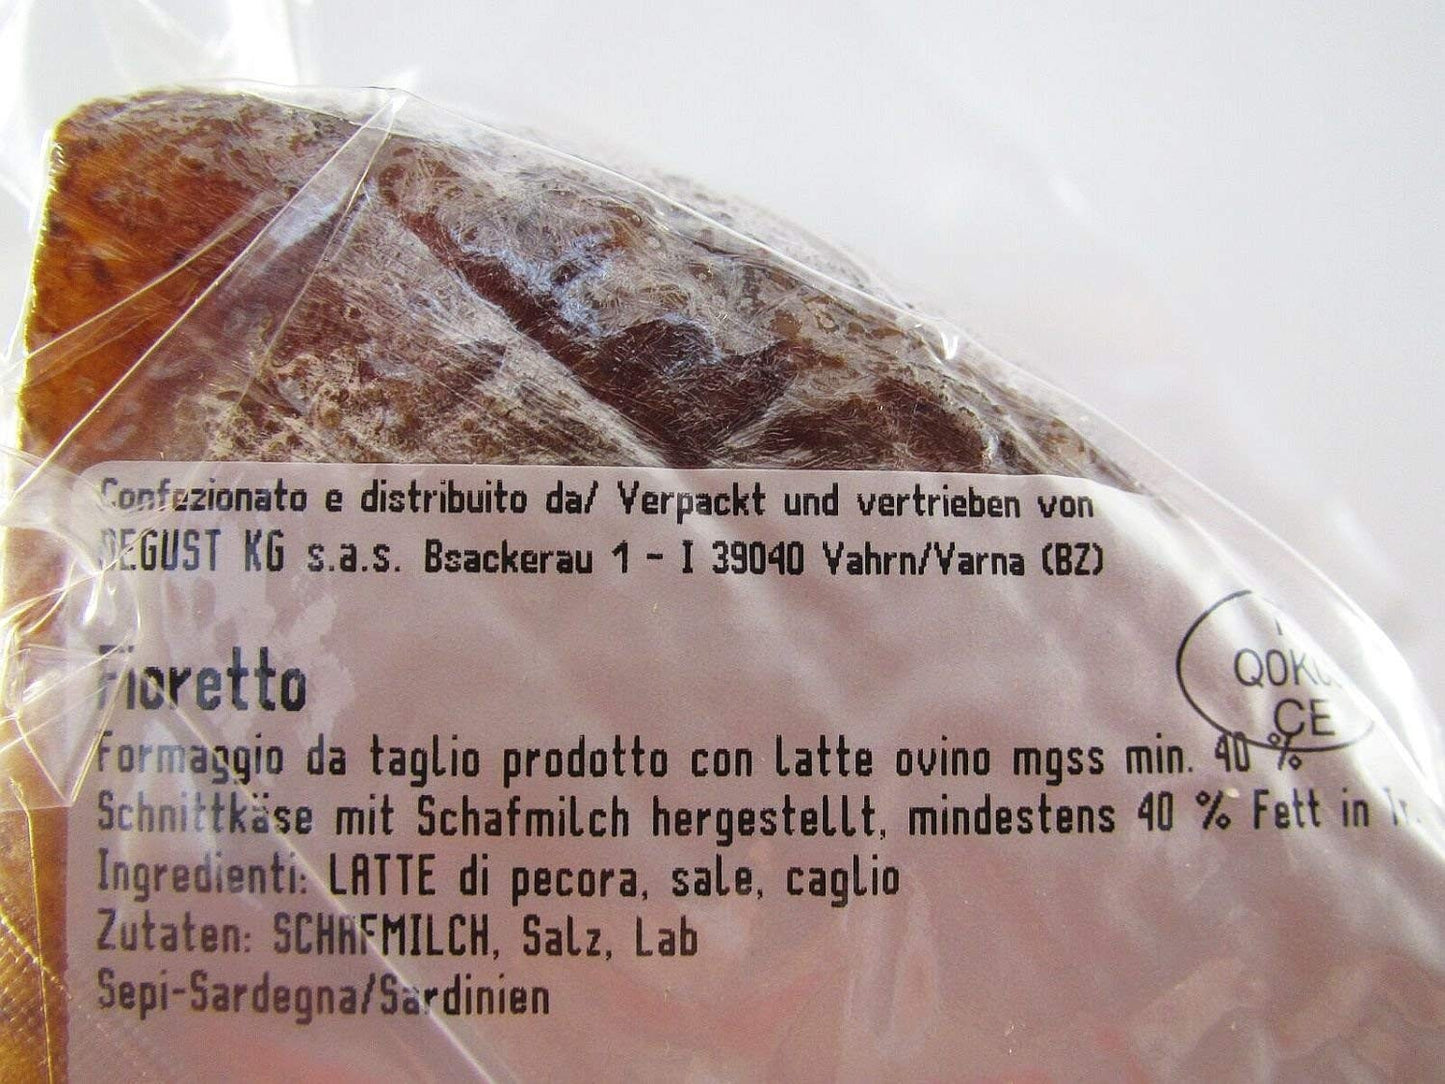 Confezionato e distribuito da/ Verpackt und vertrieben von
DEGUST KG s.a.s. Bsackerau 1 - I 39040 Vahrn/Varna (BZ)
Fioretto
CE
Formaggio da taglio prodotto con latte ovino mgss min. 40 %
Schnittkäse mit Schafmilch hergestellt, mindestens 40 % Fett in Tr.
Ingredienti: LATTE di pecora, sale, caglio
Zutaten: SCHAFMILCH, Salz, Lab
Sepi-Sardegna/Sardinien